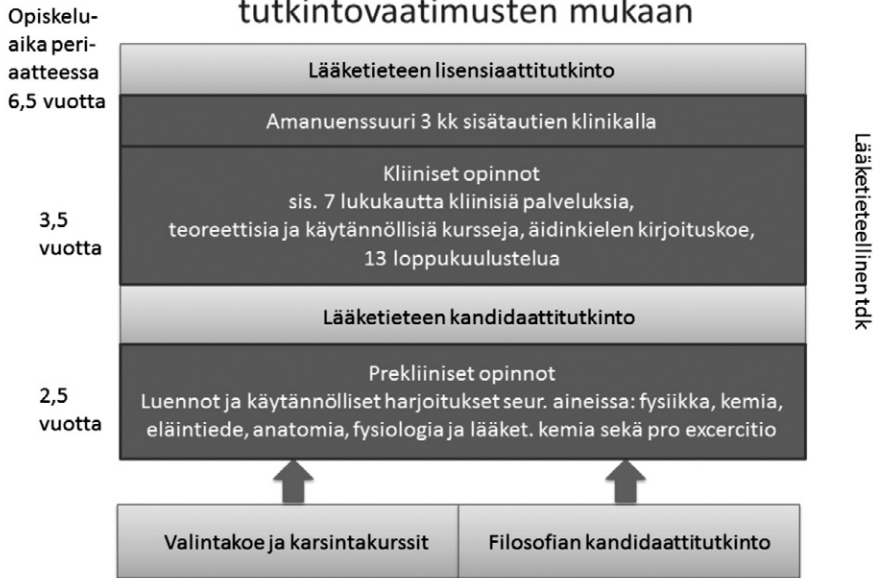 tutkintovaatimusten mukaan
Opiskelu-
aika peri-
aatteessa
6,5 vuotta
Lääketieteen lisensiaattitutkinto
Amanuenssuuri 3 kk sisätautien klinikalla
3,5
vuotta
Kliiniset opinnot
sis. 7 lukukautta kliinisiä palveluksia,
teoreettisia ja käytännöllisiä kursseja, äidinkielen kirjoituskoe,
13 loppukuulustelua
Lääketieteen kandidaattitutkinto
2,5
vuotta
Prekliiniset opinnot
Luennot ja käytännölliset harjoitukset seur. aineissa: fysiikka, kemia,
eläintiede, anatomia, fysiologia ja lääket. kemia sekä pro excercitio
Valintakoe ja karsintakurssit
Filosofian kandidaattitutkinto
Lääketieteellinen tdk